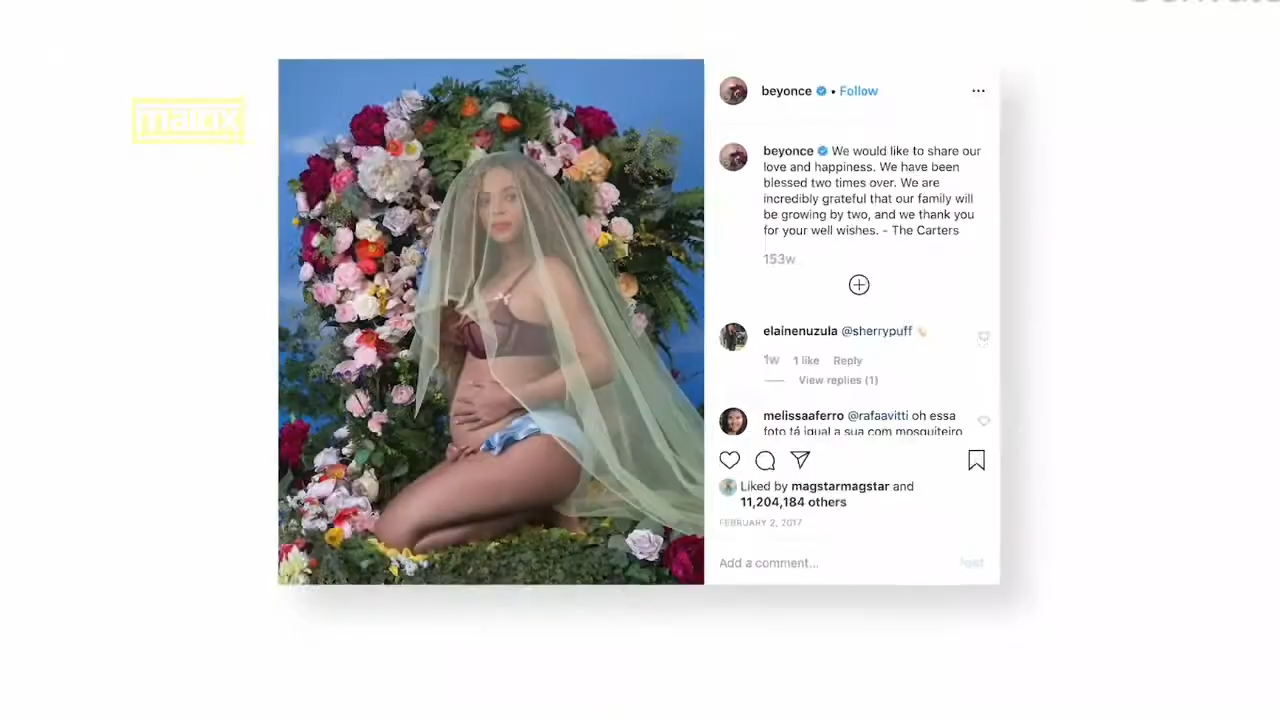 matrix
beyonce • Follow
beyonce We would like to share our
love and happiness. We have been
blessed two times over. We are
incredibly grateful that our family will
be growing by two, and we thank you
for your well wishes. - The Carters
153w
elainenuzula @sherrypuff
1w 1 like Reply
View replies (1)
melissaaferro @rafaavitti oh essa
foto tá igual a sua com mosquiteiro
Liked by magstarmagstar and
11,204,184 others
FEBRUARY 2, 2017
Add a comment...
Post